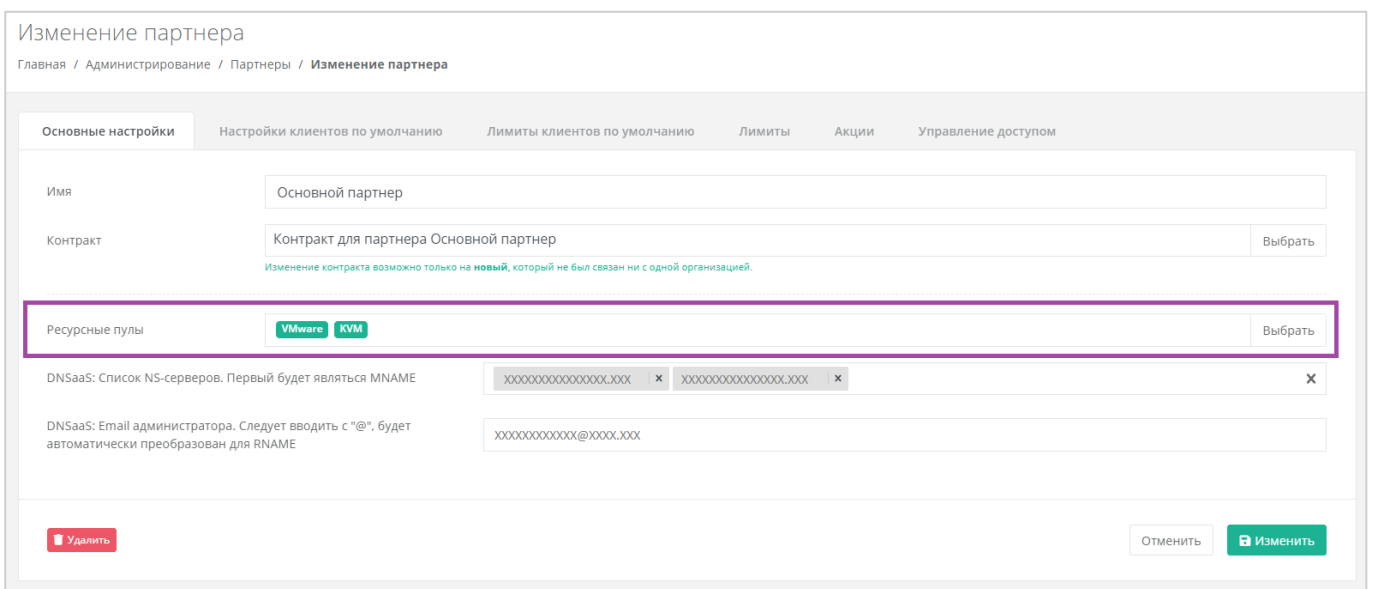 Изменение партнера
Главная / Администрирование / Партнеры / Изменение партнера
Основные настройки Настройки клиентов по умолчанию Лимиты клиентов по умолчанию Лимиты Акции Управление доступом
Имя Основной партнер
Контракт Контракт для партнера Основной партнер Выбрать
Изменение контракта возможно только на новый, который не был связан ни с одной организацией.
Ресурсные пулы VMware KVM Выбрать
DNSaaS: Список NS-серверов. Первый будет являться MNAME XXXXXXXXXXXXXXX.XXX x XXXXXXXXXXXXXXX.XXX x X
DNSaaS: Email администратора. Следует вводить с "@", будет
автоматически преобразован для RNAME
XXXXXXXXXXXX@XXXX.XXX
Удалить Отменить Изменить